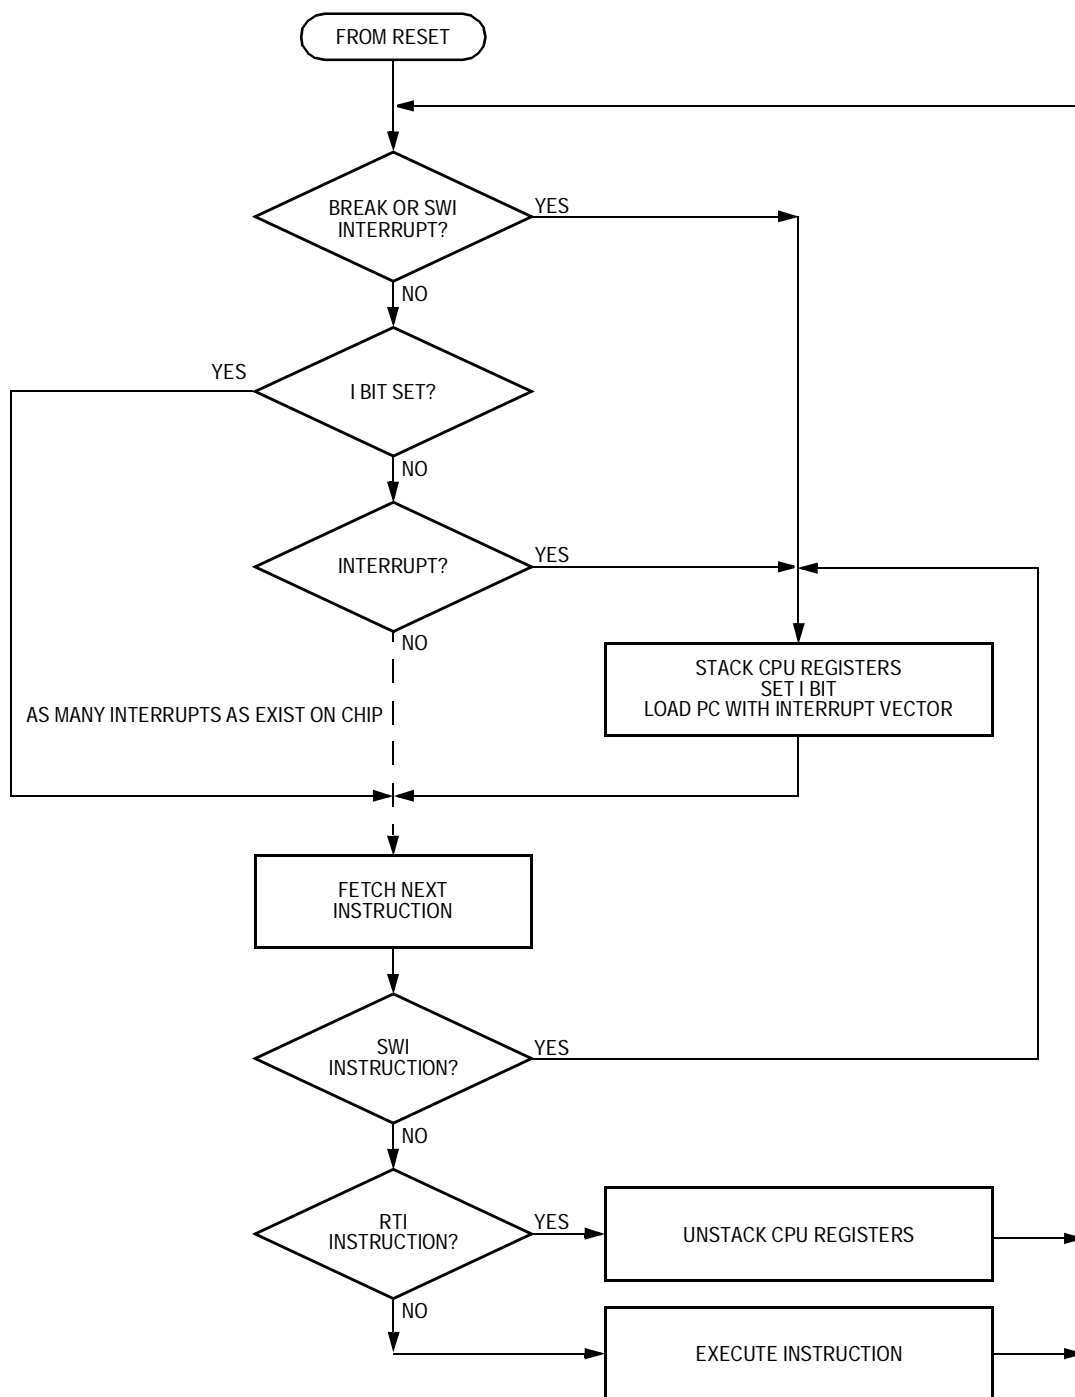 FROM RESET
BREAK OR SWI
INTERRUPT?
YES
NO
YES
I BIT SET?
NO
INTERRUPT?
YES
NO
STACK CPU REGISTERS
SET I BIT
LOAD PC WITH INTERRUPT VECTOR
AS MANY INTERRUPTS AS EXIST ON CHIP
FETCH NEXT
INSTRUCTION
SWI
INSTRUCTION?
YES
NO
RTI
INSTRUCTION?
YES
UNSTACK CPU REGISTERS
NO
EXECUTE INSTRUCTION